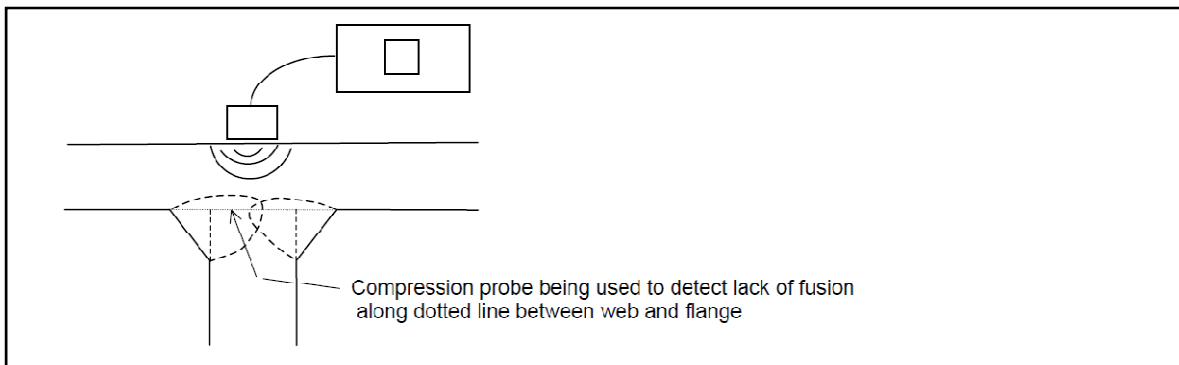 Compression probe being used to detect lack of fusion
along dotted line between web and flange